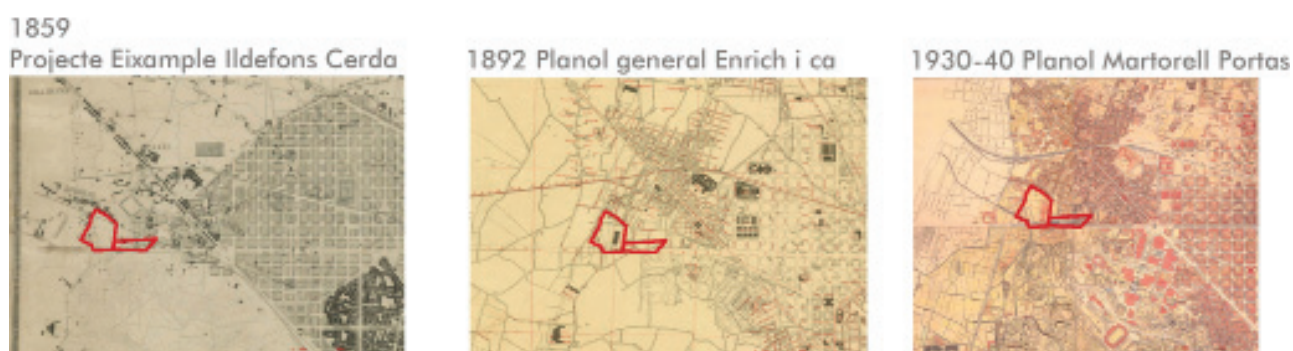 1859
Projecte Eixample Ildefons Cerda
1892 Planol general Enrich i ca
1930-40 Planol Martorell Portas